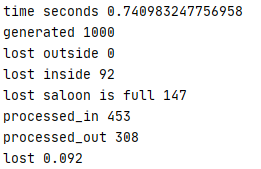 time seconds 0.740983247756958
generated 1000
lost outside 0
lost inside 92
lost saloon is full 147
processed_in 453
processed_out 308
lost 0.092